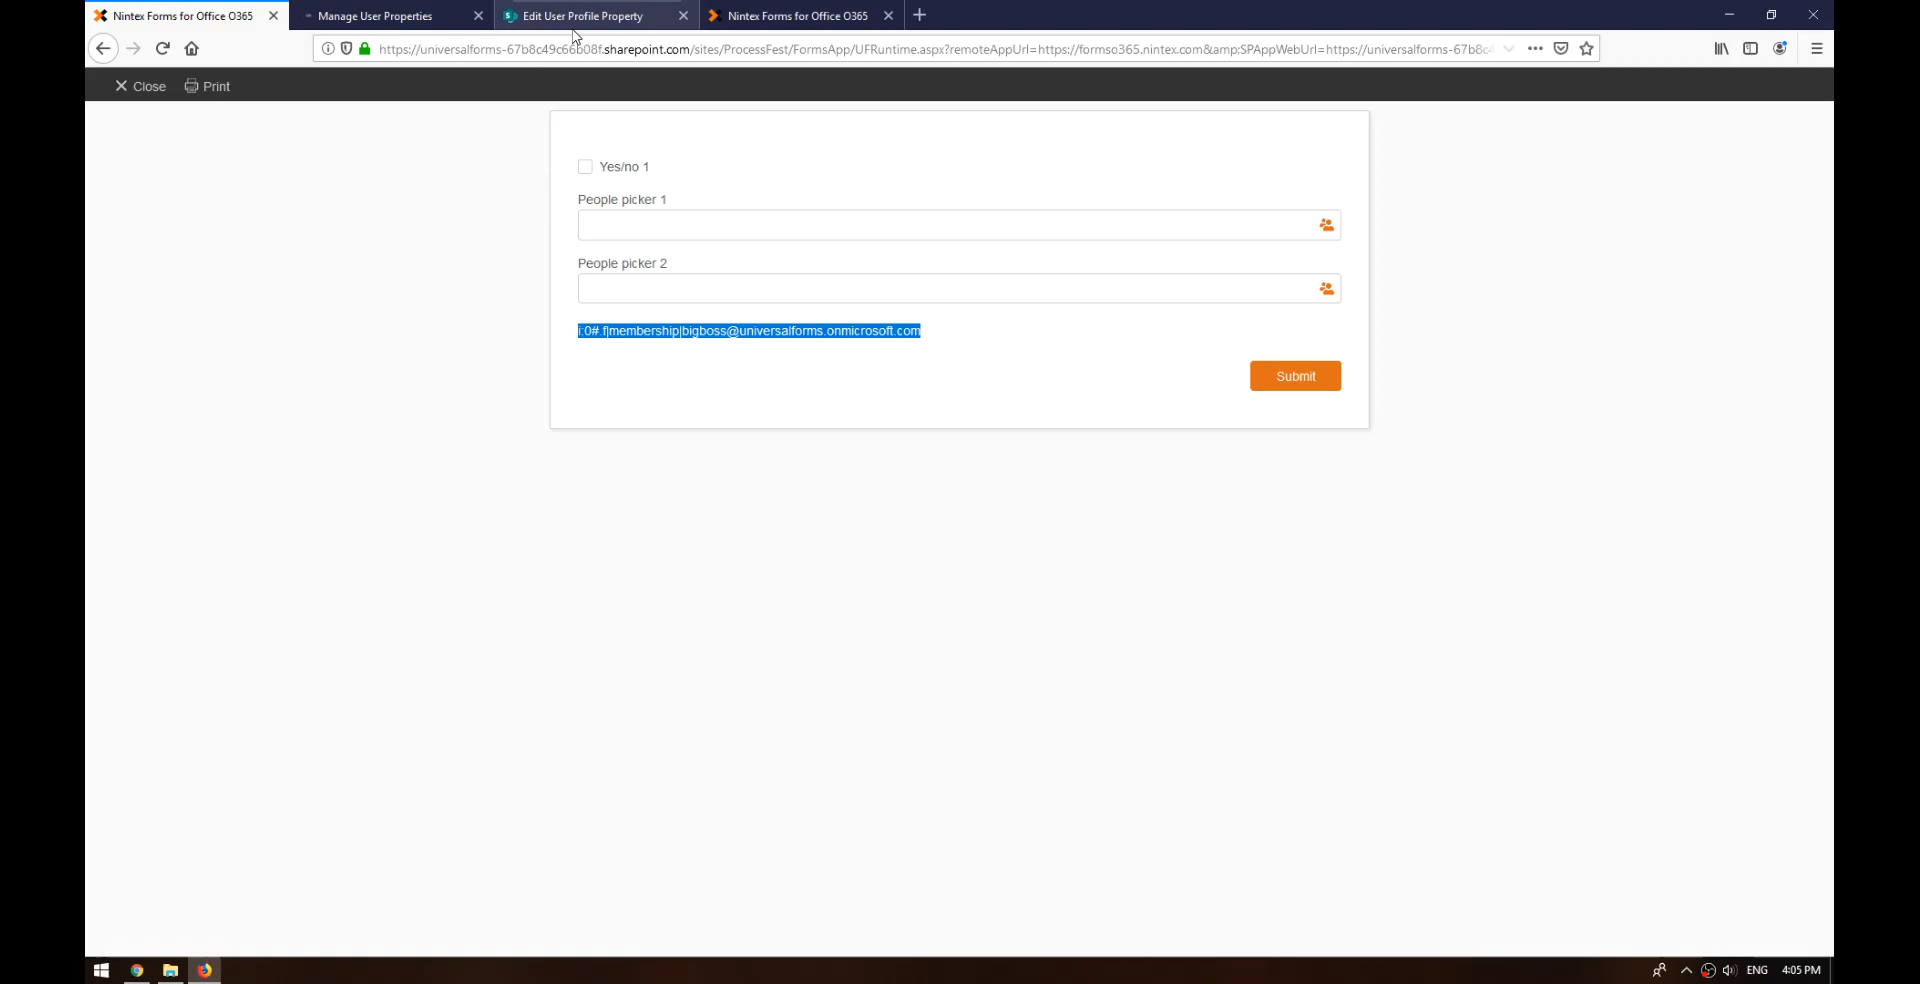 Nintex Forms for Office O365
Manage User Properties
Edit User Profile Property
Nintex Forms for Office O365
https://universalforms-67b8c49c66b08f.sharepoint.com/sites/ProcessFest/FormsApp/UFRuntime.aspx?remoteAppUrl=https://formso365.nintex.com&amp;SPAppWebUrl=https://universalforms-67b8c4
Close
Print
Yes/no 1
People picker 1
People picker 2
i:0#.f|membership|bigboss@universalforms.onmicrosoft.com
Submit
ENG
4:05 PM